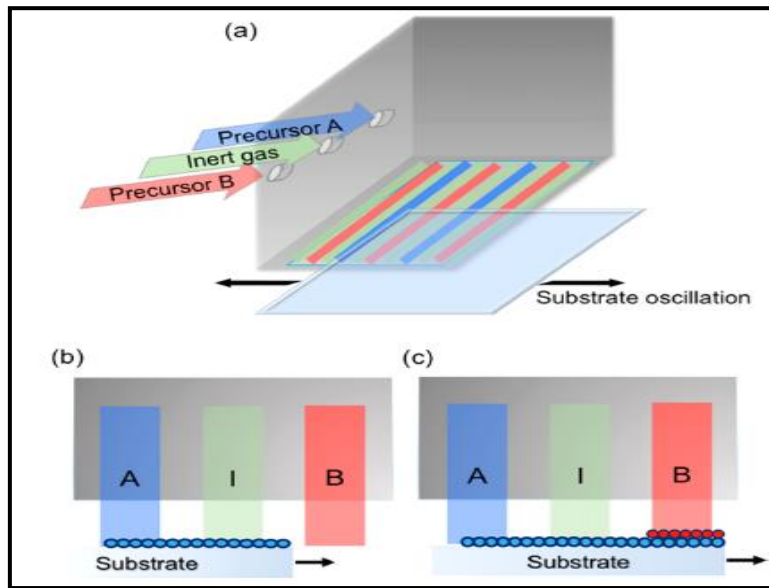 (a)
Precursor A
Inert gas
Precursor B
Substrate oscillation
(b)
(c)
A
I
B
A
I
B
Substrate
Substrate